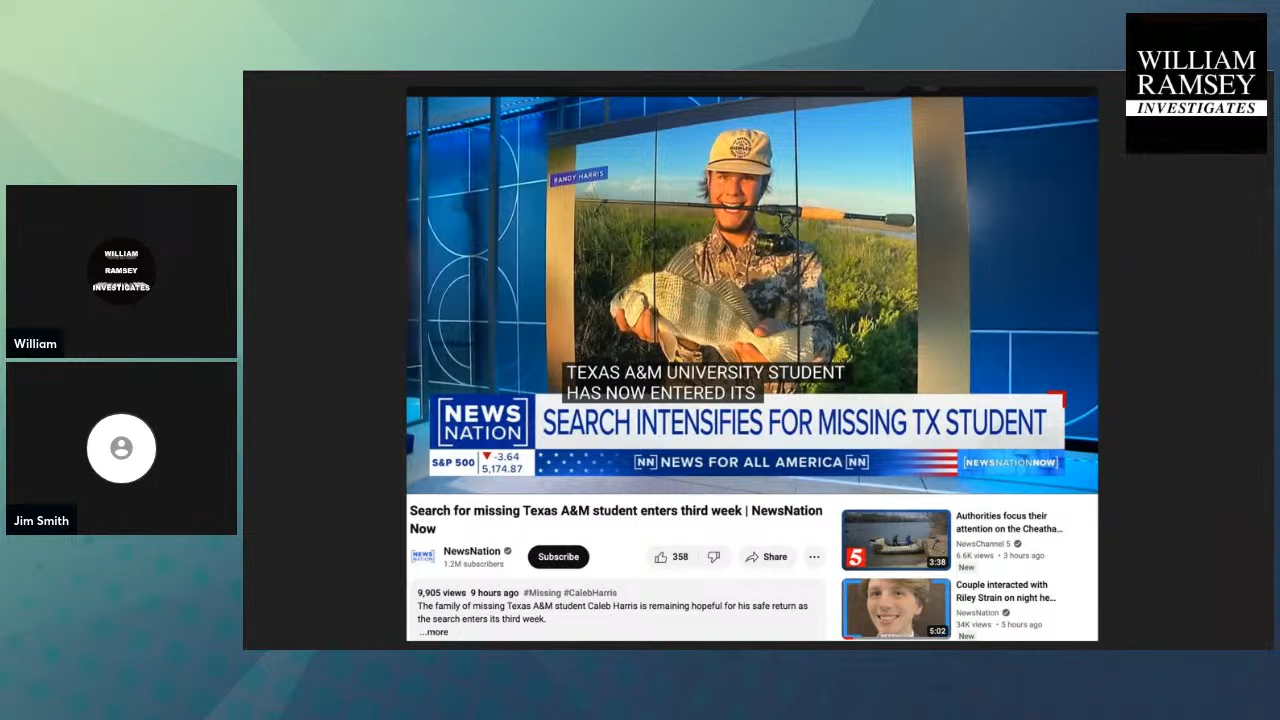 WILLIAM
RAMSEY
INVESTIGATES
WILLIAM
RAMSEY
INVESTIGATES
William
Jim Smith
RANDY HARRIS
TEXAS A&M UNIVERSITY STUDENT
HAS NOW ENTERED ITS
NEWS
NATION
SEARCH INTENSIFIES FOR MISSING TX STUDENT
S&P 500
-3.64
5,174.87
NN NEWS FOR ALL AMERICA NN
NEWSNATIONNOW
Search for missing Texas A&M student enters third week | NewsNation
Now
NEWS
NATION
NewsNation
1.2M subscribers
Subscribe
358
Share
9,905 views 9 hours ago #Missing #CalebHarris
The family of missing Texas A&M student Caleb Harris is remaining hopeful for his safe return as
the search enters its third week.
...more
5
3:38
Authorities focus their
attention on the Cheatha...
NewsChannel 5
6.6K views • 3 hours ago
New
5:02
Couple interacted with
Riley Strain on night he...
NewsNation
34K views • 5 hours ago
New